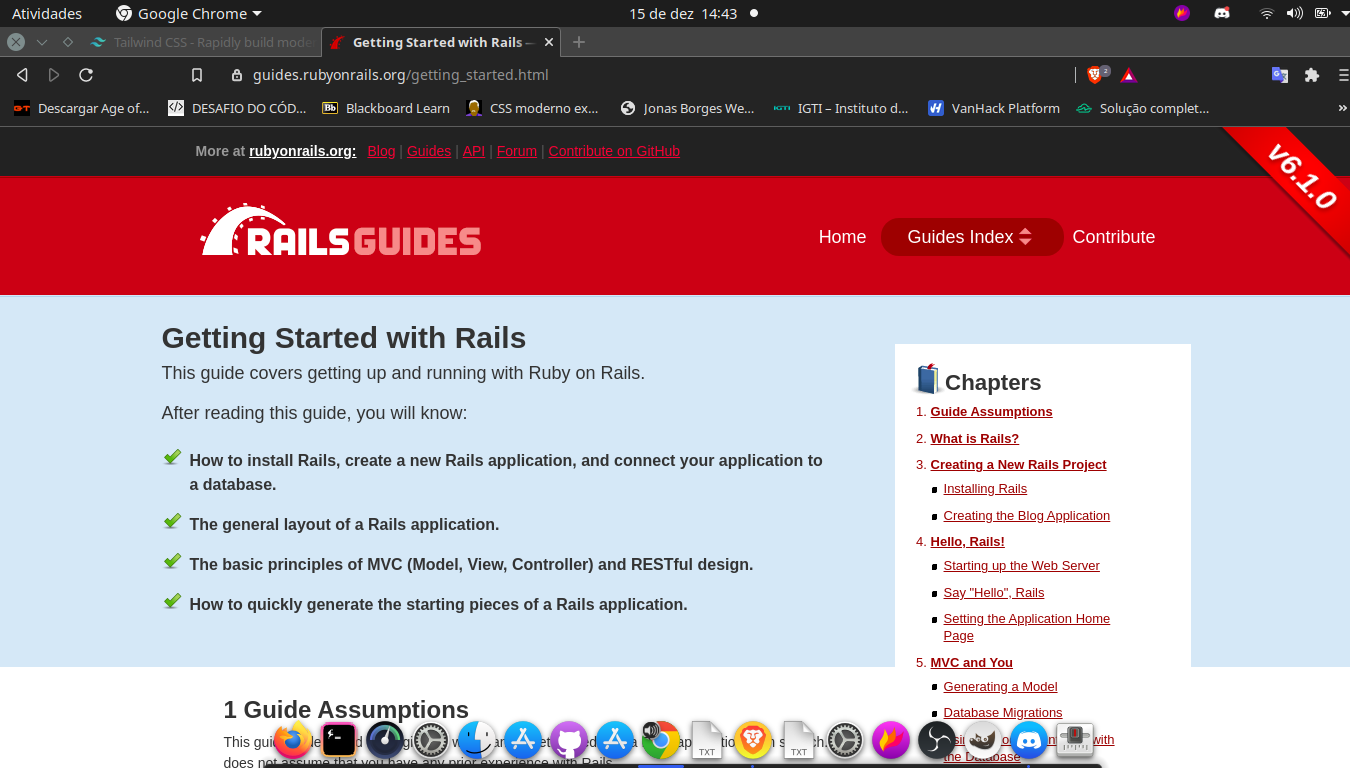 Atividades Google Chrome 15 de dez 14:43
Tailwind CSS - Rapidly build mode
Getting Started with Rails –
guides.rubyonrails.org/getting_started.html
Descargar Age of... DESAFIO DO CÓD... Blackboard Learn CSS moderno ex... Jonas Borges We... IGTI – Instituto d... VanHack Platform Solução complet... »
More at rubyonrails.org: Blog | Guides | API | Forum | Contribute on GitHub
v6.1.0
RAILSGUIDES
Home Guides Index Contribute
Getting Started with Rails
This guide covers getting up and running with Ruby on Rails.
After reading this guide, you will know:
How to install Rails, create a new Rails application, and connect your application to
a database.
The general layout of a Rails application.
The basic principles of MVC (Model, View, Controller) and RESTful design.
How to quickly generate the starting pieces of a Rails application.
Chapters
1. Guide Assumptions
2. What is Rails?
3. Creating a New Rails Project
Installing Rails
Creating the Blog Application
4. Hello, Rails!
Starting up the Web Server
Say "Hello", Rails
Setting the Application Home
Page
5. MVC and You
Generating a Model
Database Migrations
with
the Database
1 Guide Assumptions
This
does not assume that you have any prior experience with Rails.
TXT
TXT